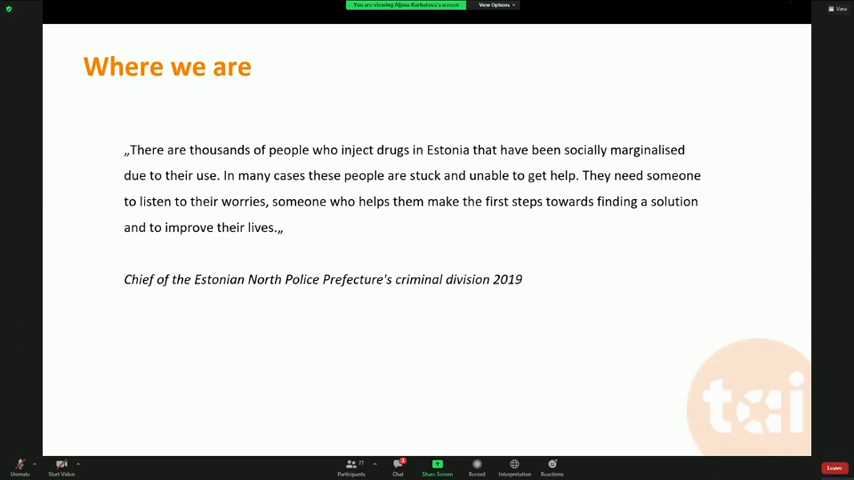 You are viewing Aljona Kurbatova's screen
View Options
View
Where we are
„There are thousands of people who inject drugs in Estonia that have been socially marginalised
due to their use. In many cases these people are stuck and unable to get help. They need someone
to listen to their worries, someone who helps them make the first steps towards finding a solution
and to improve their lives.„
Chief of the Estonian North Police Prefecture's criminal division 2019
tai
Unmute
Start Video
Participants
77
Chat
Share Screen
Record
Interpretation
Reactions
Leave